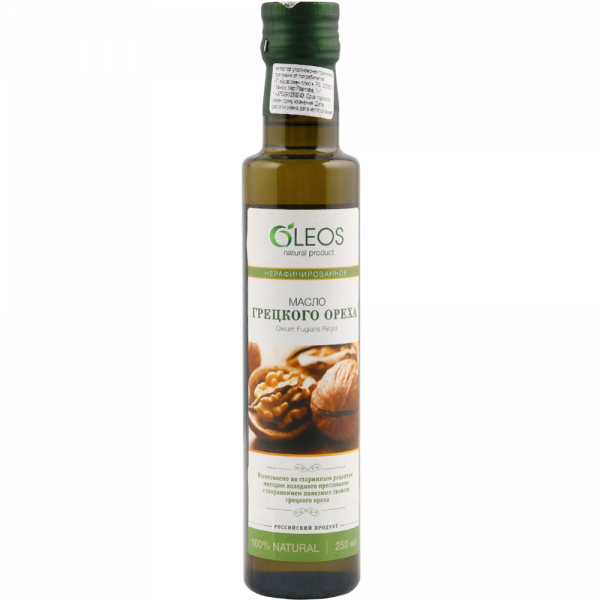 OLEOS
natural product
НЕРАФИНИРОВАННОЕ
МАСЛО
ГРЕЦКОГО ОРЕХА
Oleum Fuglans Regia
Изготовлено по старинным рецептам
методом холодного прессования
с сохранением полезных свойств
грецкого ореха
РОССИЙСКИЙ ПРОДУКТ
100% NATURAL | 250 мл